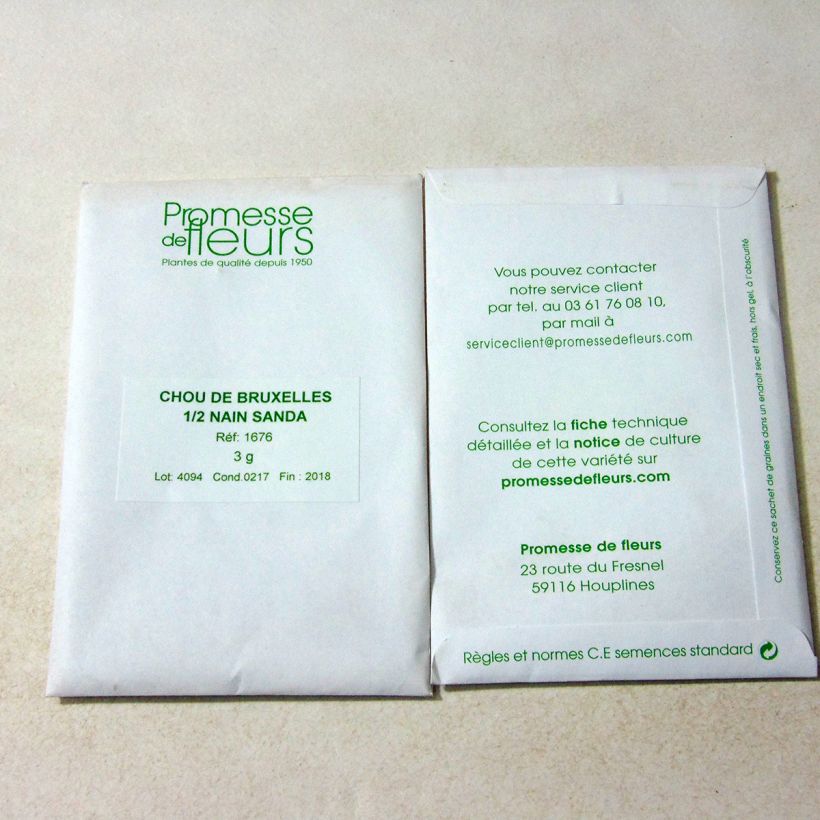 Promesse
de fleurs
Plantes de qualité depuis 1950
CHOU DE BRUXELLES
1/2 NAIN SANDA
Réf: 1676
3 g
Lot: 4094 Cond.0217 Fin : 2018
Vous pouvez contacter
notre service client
par tel. au 03 61 76 08 10,
par mail à
serviceclient@promessedefleurs.com
Consultez la fiche technique
détaillée et la notice de culture
de cette variété sur
promessedefleurs.com
Promesse de fleurs
23 route du Fresnel
59116 Houplines
Règles et normes C.E semences standard
Conservez ce sachet de graines dans un endroit sec et frais, hors gel, à l'obscurité